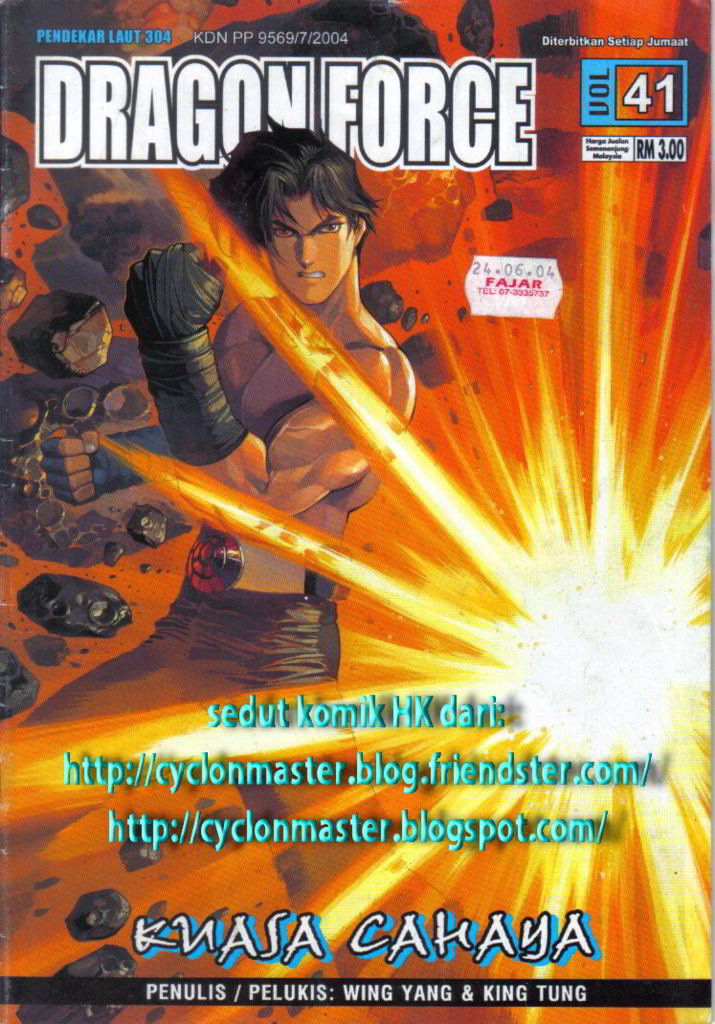 PENDEKAR LAUT 304 KDN PP 9569/7/2004
Diterbitkan Setiap Jumaat
DRAGON FORCE
VOL 41
Harga Jualan
Semenanjung
Malaysia
RM 3.00
24.06.04
FAJAR
TEL: 07-3335737
sedut komik HK dari:
http://cyclonmaster.blog.friendster.com/
http://cyclonmaster.blogspot.com/
KUASA CAHAYA
PENULIS / PELUKIS: WING YANG & KING TUNG